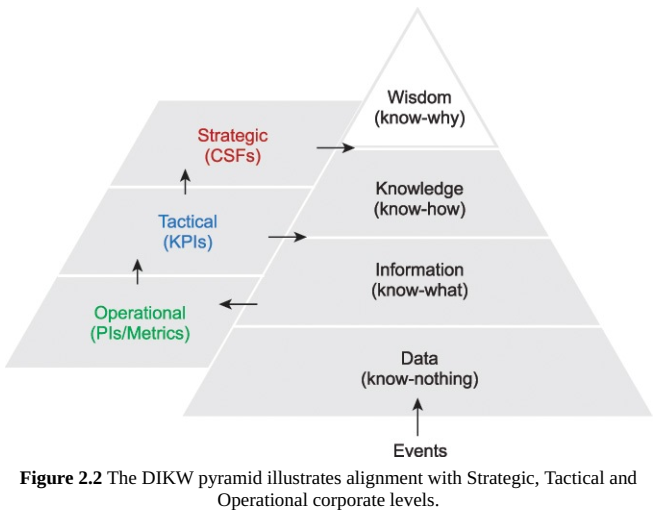 Wisdom
(know-why)
Strategic
(CSFs)
Knowledge
(know-how)
Tactical
(KPIs)
Information
(know-what)
Operational
(PIs/Metrics)
Data
(know-nothing)
Events
Figure 2.2 The DIKW pyramid illustrates alignment with Strategic, Tactical and
Operational corporate levels.